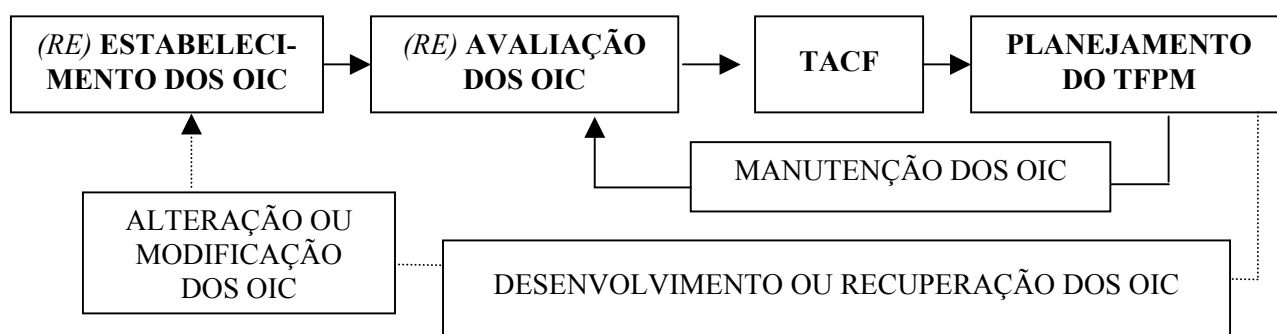 (RE) ESTABELECI-
MENTO DOS OIC
(RE) AVALIAÇÃO
DOS OIC
TACF
PLANEJAMENTO
DO TFPM
MANUTENÇÃO DOS OIC
ALTERAÇÃO OU
MODIFICAÇÃO
DOS OIC
DESENVOLVIMENTO OU RECUPERAÇÃO DOS OIC